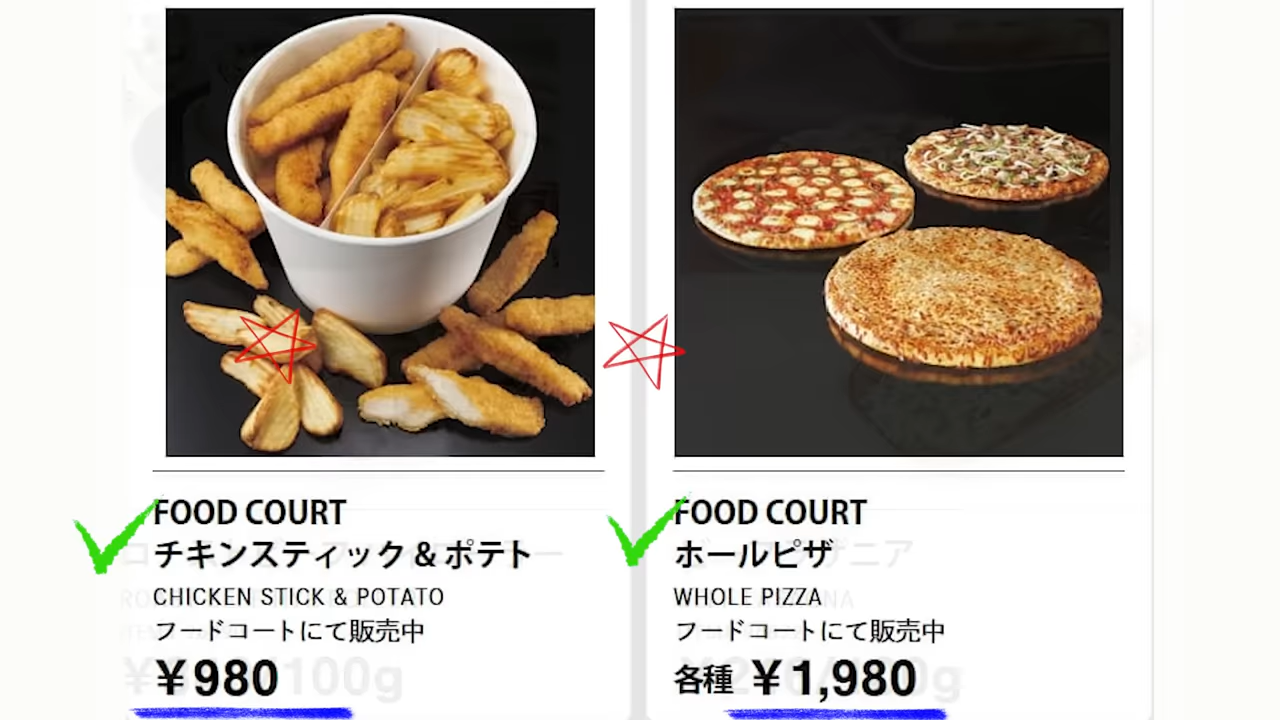 FOOD COURT
チキンスティック & ポテト
CHICKEN STICK & POTATO
フードコートにて販売中
¥980
FOOD COURT
ホールピザ
WHOLE PIZZA
フードコートにて販売中
各種 ¥1,980